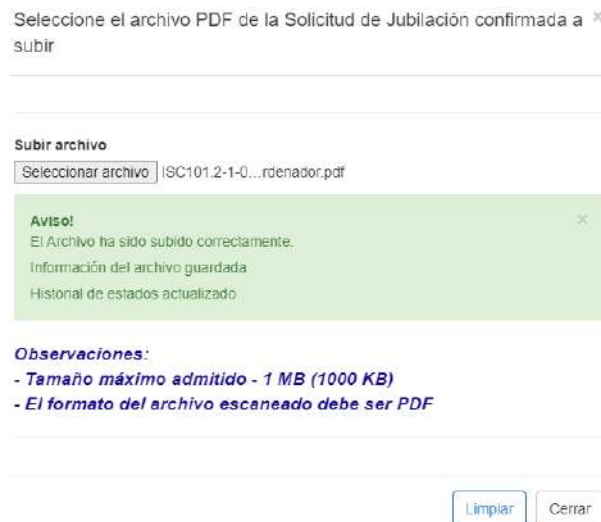 Seleccione el archivo PDF de la Solicitud de Jubilación confirmada a ×
subir
Subir archivo
Seleccionar archivo ISC101.2-1-0...rdenador.pdf
Aviso! ×
El Archivo ha sido subido correctamente.
Información del archivo guardada
Historial de estados actualizado
Observaciones:
- Tamaño máximo admitido - 1 MB (1000 KB)
- El formato del archivo escaneado debe ser PDF
Limpiar Cerrar